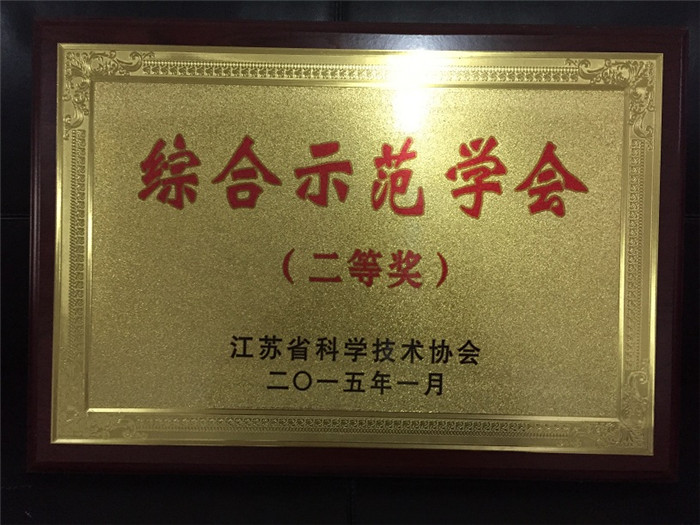 综合示范学会
（二等奖）
江苏省科学技术协会
二〇一五年一月